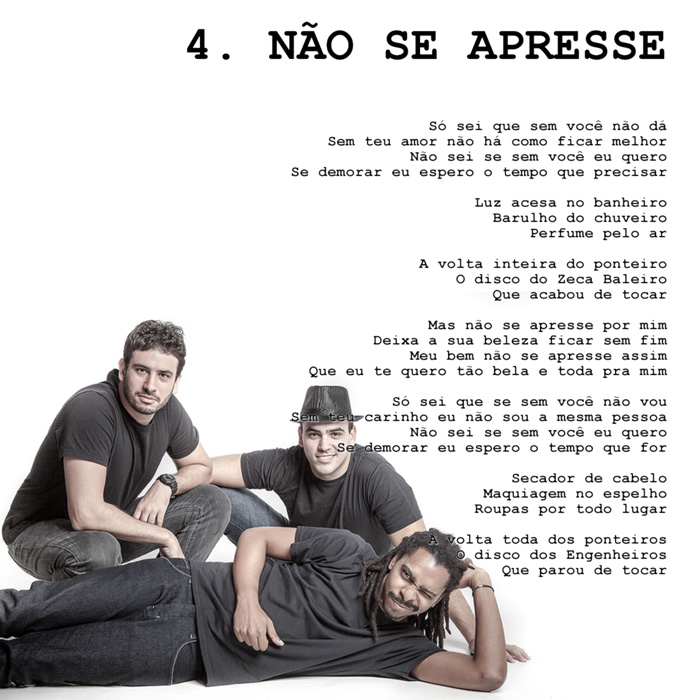 4. NÃO SE APRESSE
Só sei que sem você não dá
Sem teu amor não há como ficar melhor
Não sei se sem você eu quero
Se demorar eu espero o tempo que precisar
Luz acesa no banheiro
Barulho do chuveiro
Perfume pelo ar
A volta inteira do ponteiro
O disco do Zeca Baleiro
Que acabou de tocar
Mas não se apresse por mim
Deixa a sua beleza ficar sem fim
Meu bem não se apresse assim
Que eu te quero tão bela e toda pra mim
Só sei que se sem você não vou
Sem teu carinho eu não sou a mesma pessoa
Não sei se sem você eu quero
Se demorar eu espero o tempo que for
Secador de cabelo
Maquiagem no espelho
Roupas por todo lugar
A volta toda dos ponteiros
O disco dos Engenheiros
Que parou de tocar